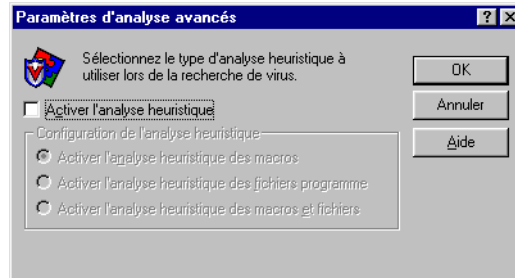 Paramètres d'analyse avancés
Sélectionnez le type d'analyse heuristique à
utiliser lors de la recherche de virus.
OK
Activer l'analyse heuristique
Annuler
Configuration de l'analyse heuristique
Aide
Activer l'analyse heuristique des macros
Activer l'analyse heuristique des fichiers programme
Activer l'analyse heuristique des macros et fichiers